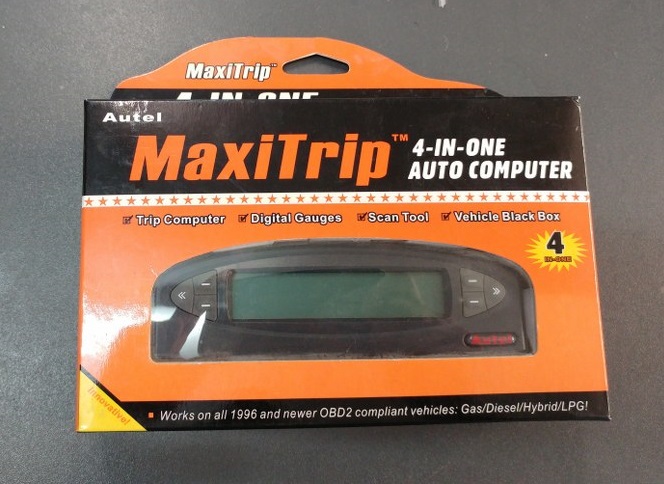 MaxiTrip™
4-IN-ONE
Autel
MaxiTrip™
4-IN-ONE
AUTO COMPUTER
Trip Computer Digital Gauges Scan Tool Vehicle Black Box
4
IN-ONE
Autel
Innovative!
Works on all 1996 and newer OBD2 compliant vehicles: Gas/Diesel/Hybrid/LPG!